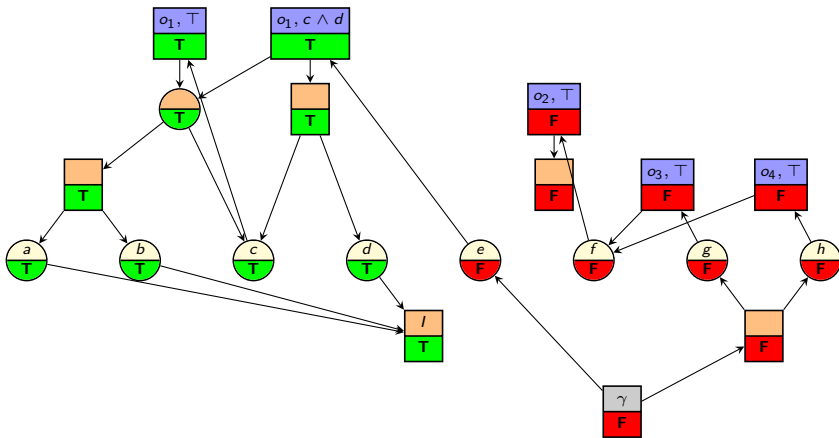 o₁, ⊤ o₁, c ∧ d
T T
o₂, ⊤
T T F
o₃, ⊤ o₄, ⊤
T F F F
a b c d e f g h
T T T T F F F F
I
T F
γ
F